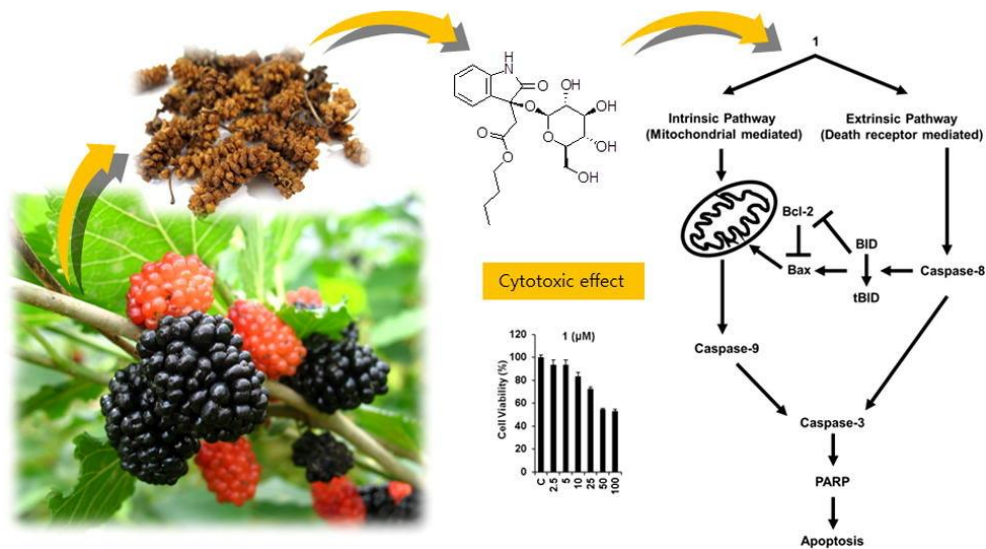 H
N
O
O
OH
OH
O
O
O
OH
OH
1
Intrinsic Pathway
(Mitochondrial mediated)
Extrinsic Pathway
(Death receptor mediated)
Bcl-2
BID
Bax
Caspase-8
tBID
Caspase-9
Caspase-3
PARP
Apoptosis
Cytotoxic effect
1 (μM)
Cell Viability (%)
120
100
80
60
40
20
0
C
2.5
5
10
25
50
100